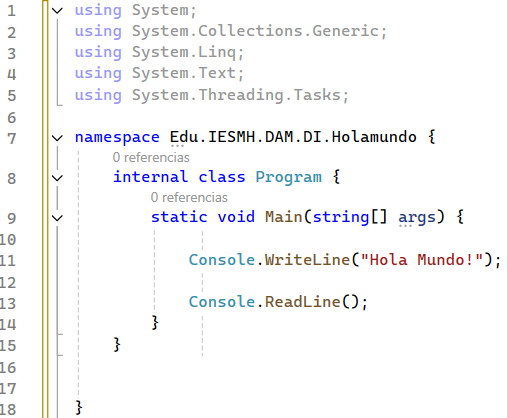 1 using System;
2 using System.Collections.Generic;
3 using System.Linq;
4 using System.Text;
5 using System.Threading.Tasks;
6
7 namespace Edu.IESMH.DAM.DI.Holamundo {
0 referencias
8 internal class Program {
0 referencias
9 static void Main(string[] args) {
10
11 Console.WriteLine("Hola Mundo!");
12
13 Console.ReadLine();
14 }
15 }
16
17
18 }